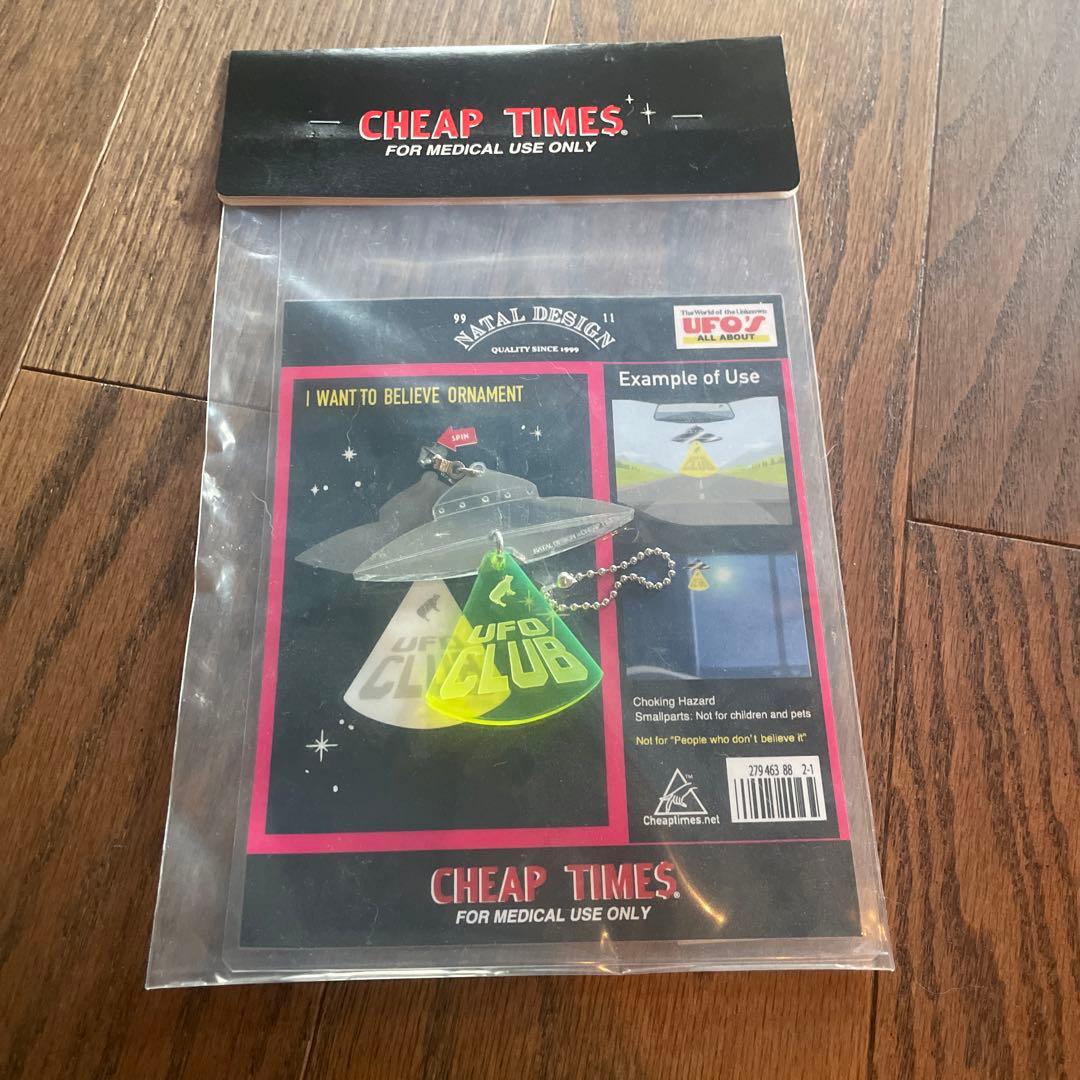 CHEAP TIME$®
FOR MEDICAL USE ONLY
99 NATAL DESIGN 11
QUALITY SINCE 1999
The World of the Unknown
UFO'S
ALL ABOUT
I WANT TO BELIEVE ORNAMENT
SPIN
UFO
CLUB
Example of Use
CLUB
Choking Hazard
Smallparts: Not for children and pets
Not for "People who don't believe it"
279 463 88 2-1
TM
Cheaptimes.net
CHEAP TIME$®
FOR MEDICAL USE ONLY